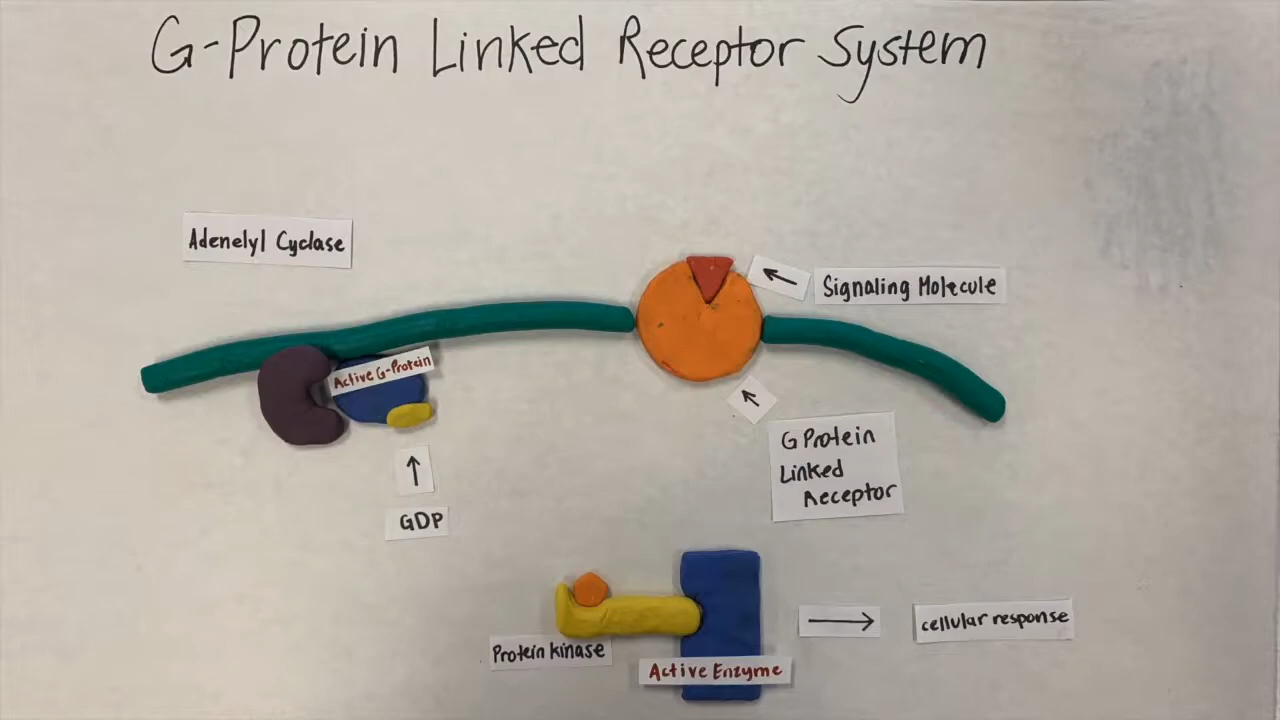 G-Protein Linked Receptor System
Adenelyl Cyclase
Signaling Molecule
Active G-Protein
G Protein
Linked
Receptor
GDP
Protein kinase
Active Enzyme
cellular response